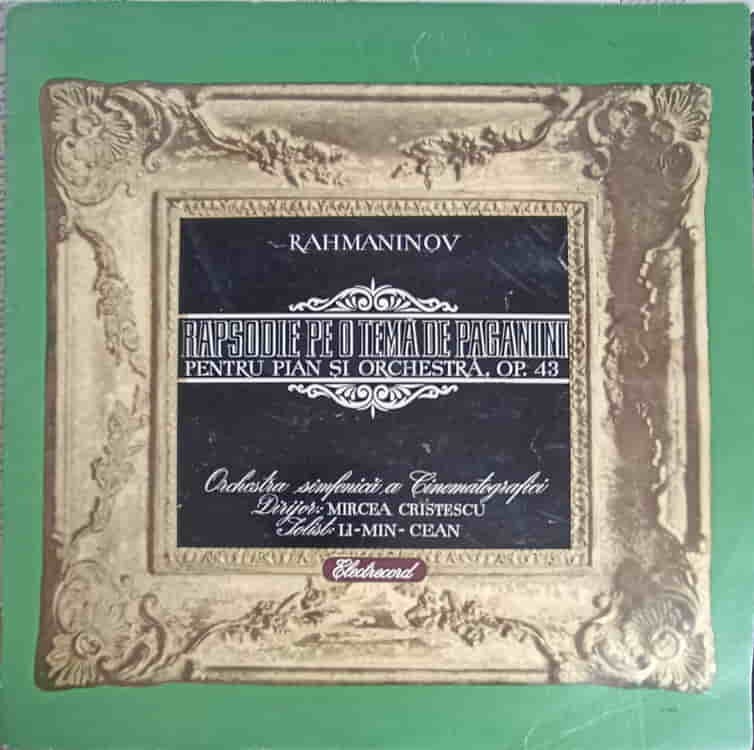 RAHMANINOV
RAPSODIE PE O TEMĂ DE PAGANINI
PENTRU PIAN ȘI ORCHESTRĂ, OP. 43
Orchestra simfonică a Cinematografiei
Dirijor: MIRCEA CRISTESCU
Solist: LI-MIN-CEAN
Electrecord